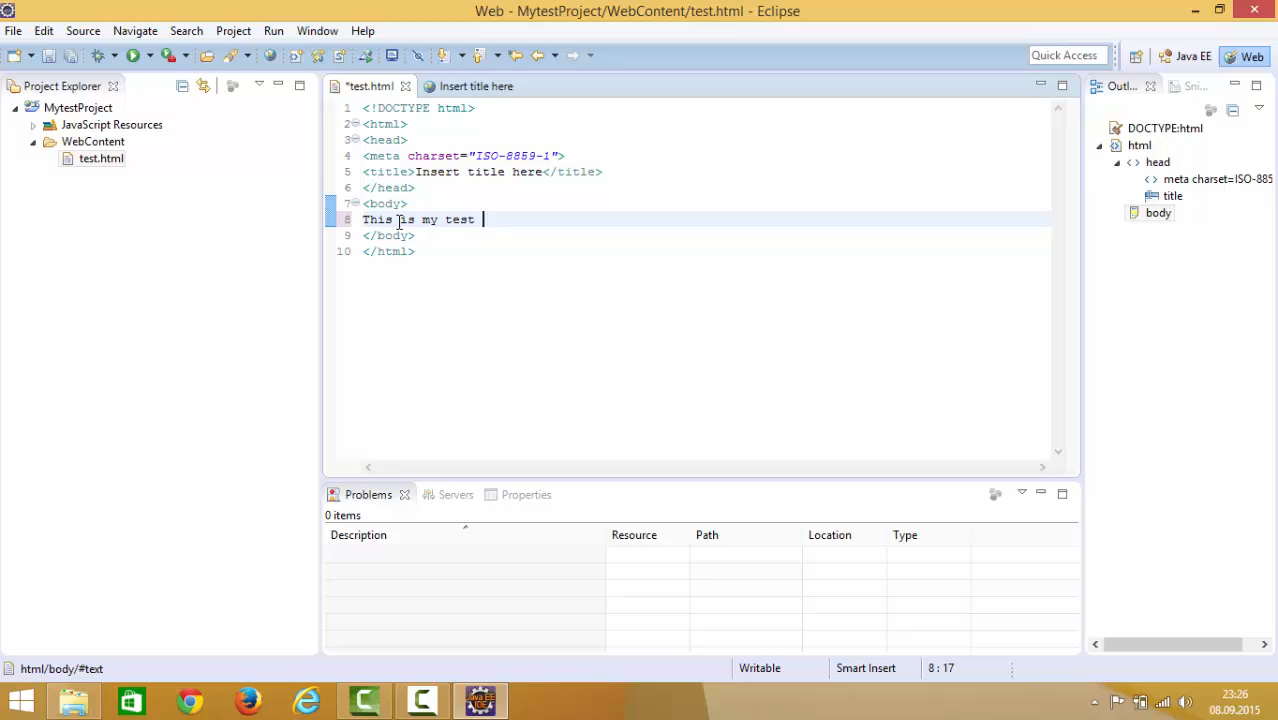 Web - MytestProject/WebContent/test.html - Eclipse
File Edit Source Navigate Search Project Run Window Help
Quick Access
Java EE
Web
Project Explorer
MytestProject
JavaScript Resources
WebContent
test.html
*test.html
Insert title here
1 <!DOCTYPE html>
2 <html>
3 <head>
4 <meta charset="ISO-8859-1">
5 <title>Insert title here</title>
6 </head>
7 <body>
8 This is my test
9 </body>
10 </html>
Outl...
Sni...
DOCTYPE:html
html
head
meta charset=ISO-885
title
body
Problems
Servers
Properties
0 items
Description Resource Path Location Type
html/body/#text
Writable
Smart Insert
8 : 17
Java EE
IDE
23:26
08.09.2015